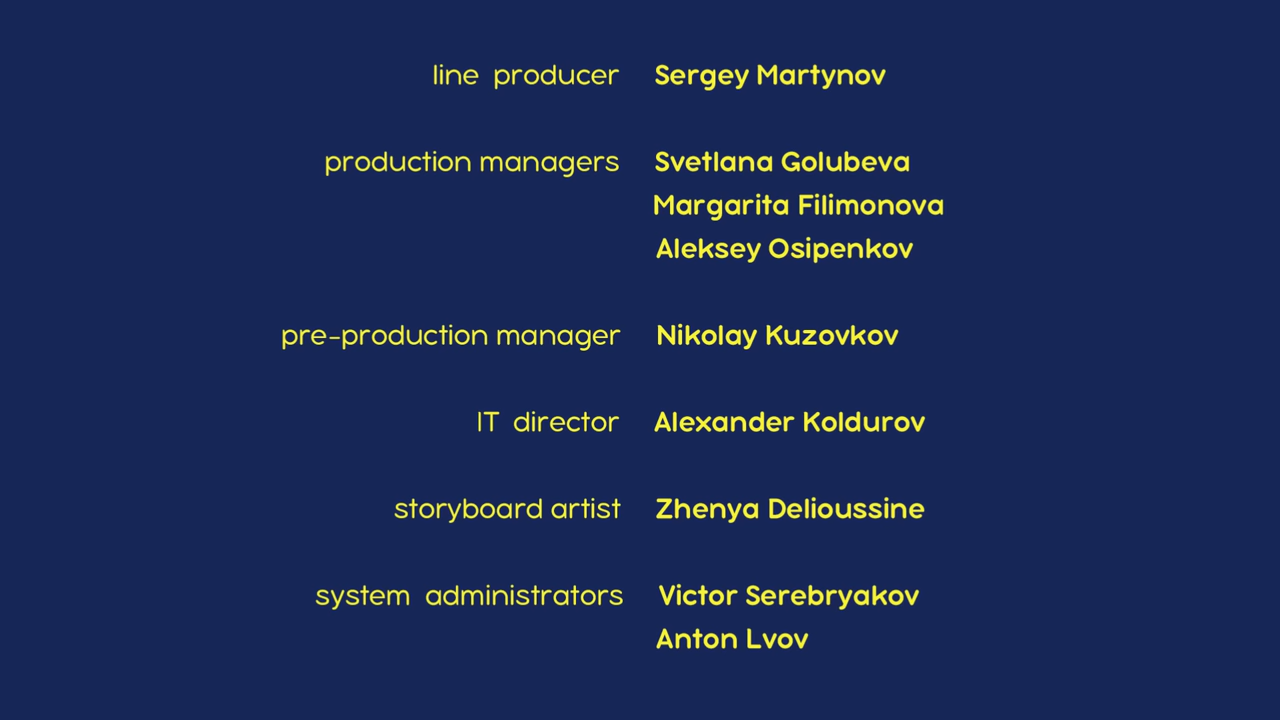 line producer Sergey Martynov
production managers Svetlana Golubeva
Margarita Filimonova
Aleksey Osipenkov
pre-production manager Nikolay Kuzovkov
IT director Alexander Koldurov
storyboard artist Zhenya Delioussine
system administrators Victor Serebryakov
Anton Lvov